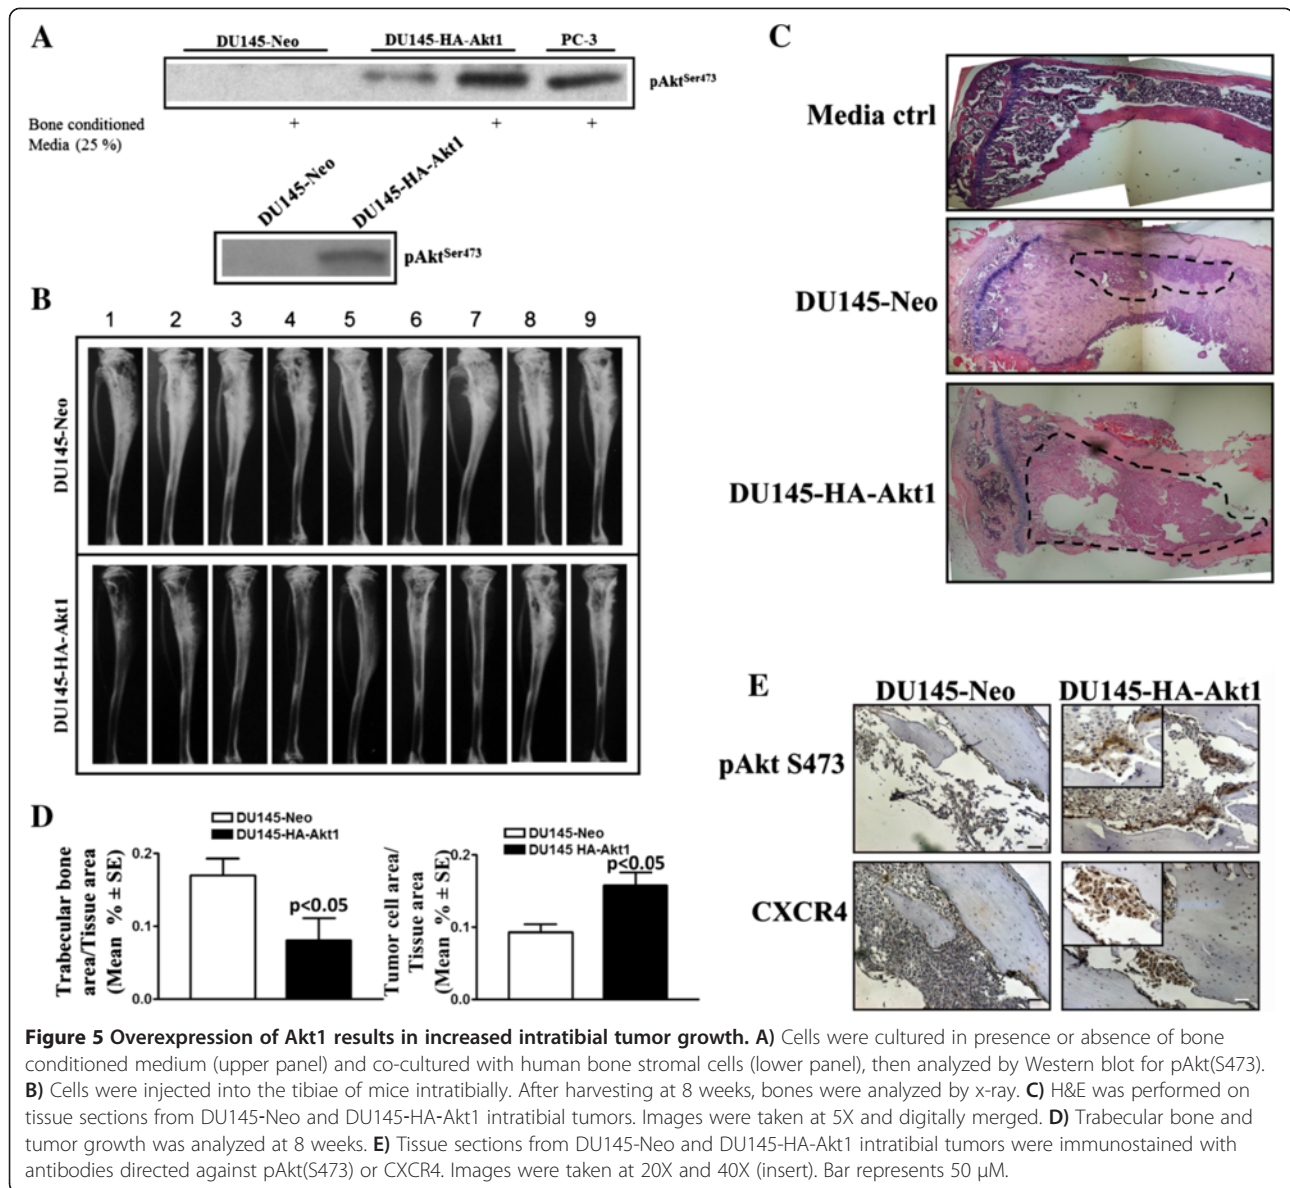 A
DU145-Neo
DU145-HA-Akt1
PC-3
pAktSer473
Bone conditioned
Media (25 %)
+
+
+
DU145-Neo
DU145-HA-Akt1
pAktSer473
B
1 2 3 4 5 6 7 8 9
DU145-Neo
DU145-HA-Akt1
C
Media ctrl
DU145-Neo
DU145-HA-Akt1
D
DU145-Neo
DU145-HA-Akt1
Trabecular bone
area/Tissue area
(Mean % ± SE)
0.2
0.1
0.0
p<0.05
DU145-Neo
DU145 HA-Akt1
Tumor cell area/
Tissue area
(Mean % ± SE)
0.2
0.1
0.0
p<0.05
E
DU145-Neo
DU145-HA-Akt1
pAkt S473
CXCR4
Figure 5 Overexpression of Akt1 results in increased intratibial tumor growth. A) Cells were cultured in presence or absence of bone
conditioned medium (upper panel) and co-cultured with human bone stromal cells (lower panel), then analyzed by Western blot for pAkt(S473).
B) Cells were injected into the tibiae of mice intratibially. After harvesting at 8 weeks, bones were analyzed by x-ray. C) H&E was performed on
tissue sections from DU145-Neo and DU145-HA-Akt1 intratibial tumors. Images were taken at 5X and digitally merged. D) Trabecular bone and
tumor growth was analyzed at 8 weeks. E) Tissue sections from DU145-Neo and DU145-HA-Akt1 intratibial tumors were immunostained with
antibodies directed against pAkt(S473) or CXCR4. Images were taken at 20X and 40X (insert). Bar represents 50 μM.